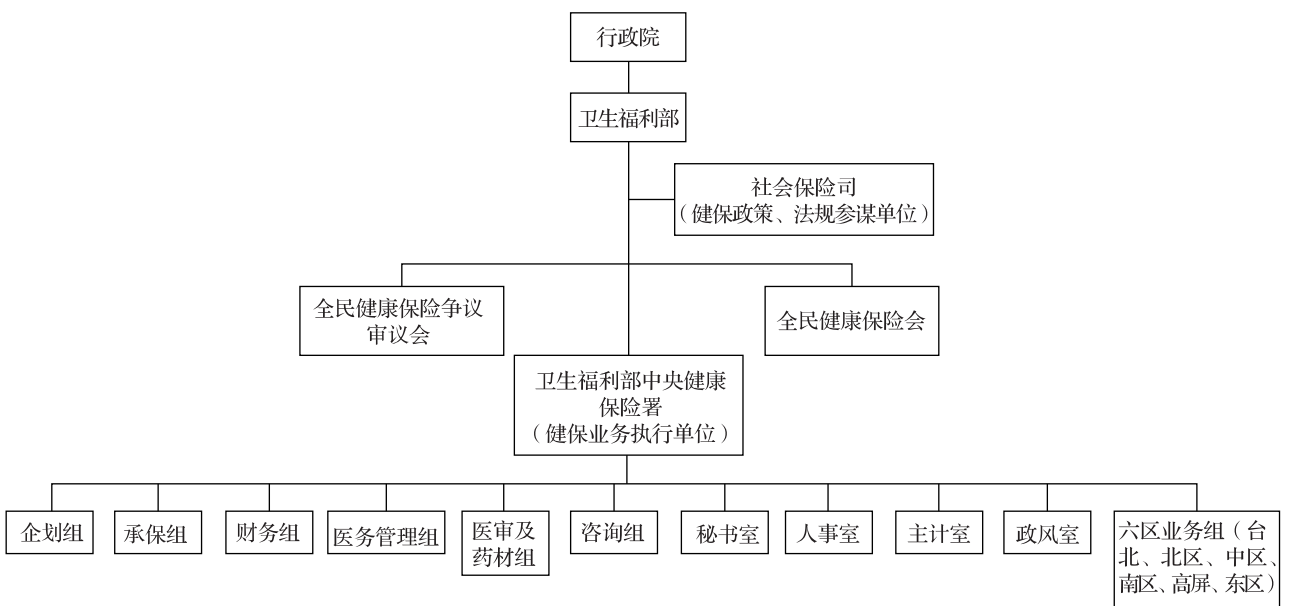 行政院
卫生福利部
社会保险司
（健保政策、法规参谋单位）
全民健康保险争议
审议会
全民健康保险会
卫生福利部中央健康
保险署
（健保业务执行单位）
企划组
承保组
财务组
医务管理组
医审及
药材组
咨询组
秘书室
人事室
主计室
政风室
六区业务组（台
北、北区、中区、
南区、高屏、东区）